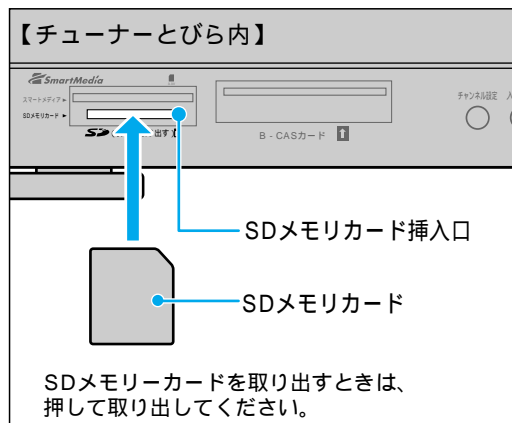 【チューナーとびら内】
SmartMedia
スマートメディア►
SDメモリカード ►
SD
出す
B-CASカード
チャンネル設定
SDメモリカード挿入口
SDメモリカード
SDメモリーカードを取り出すときは、
押して取り出してください。